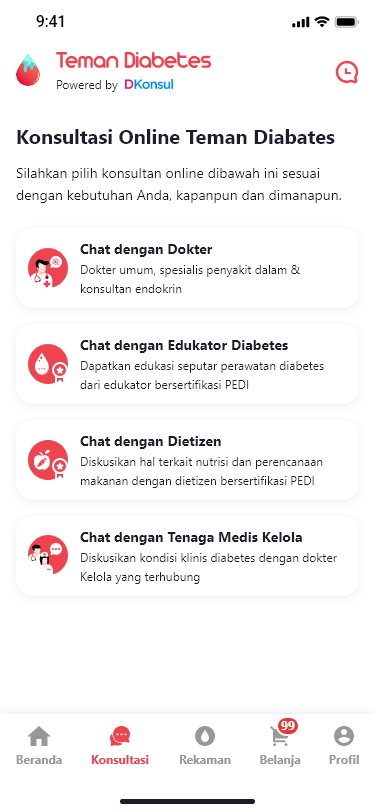 9:41
Teman Diabetes
Powered by DKonsul
Konsultasi Online Teman Diabates
Silahkan pilih konsultan online dibawah ini sesuai
dengan kebutuhan Anda, kapanpun dan dimanapun.
Chat dengan Dokter
Dokter umum, spesialis penyakit dalam &
konsultan endokrin
Chat dengan Edukator Diabetes
Dapatkan edukasi seputar perawatan diabetes
dari edukator bersertifikasi PEDI
Chat dengan Dietizen
Diskusikan hal terkait nutrisi dan perencanaan
makanan dengan dietizen bersertifikasi PEDI
Chat dengan Tenaga Medis Kelola
Diskusikan kondisi klinis diabetes dengan dokter
Kelola yang terhubung
99
Beranda Konsultasi Rekaman Belanja Profil